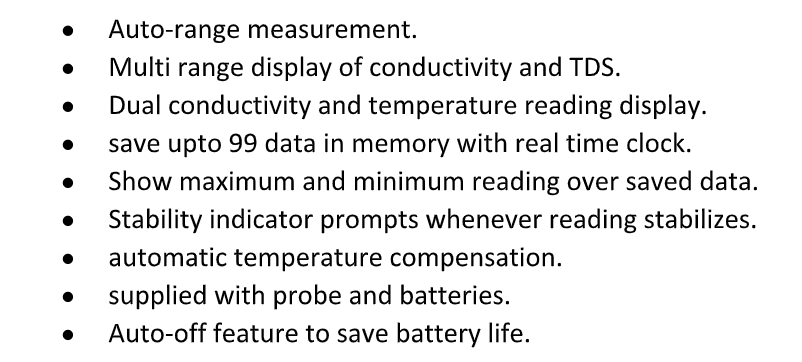 • Auto-range measurement.
• Multi range display of conductivity and TDS.
• Dual conductivity and temperature reading display.
• save upto 99 data in memory with real time clock.
• Show maximum and minimum reading over saved data.
• Stability indicator prompts whenever reading stabilizes.
• automatic temperature compensation.
• supplied with probe and batteries.
• Auto-off feature to save battery life.